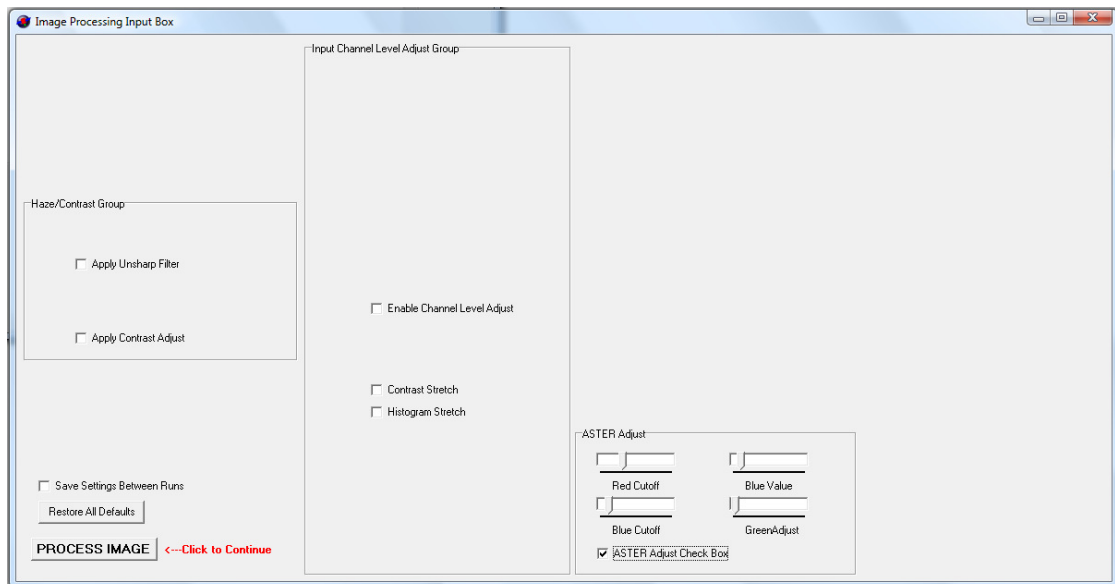 Image Processing Input Box
Input Channel Level Adjust Group
Haze/Contrast Group
Apply Unsharp Filter
Enable Channel Level Adjust
Apply Contrast Adjust
Contrast Stretch
Histogram Stretch
ASTER Adjust
Red Cutoff
Blue Value
Save Settings Between Runs
Restore All Defaults
Blue Cutoff
GreenAdjust
PROCESS IMAGE <---Click to Continue
ASTER Adjust Check Box